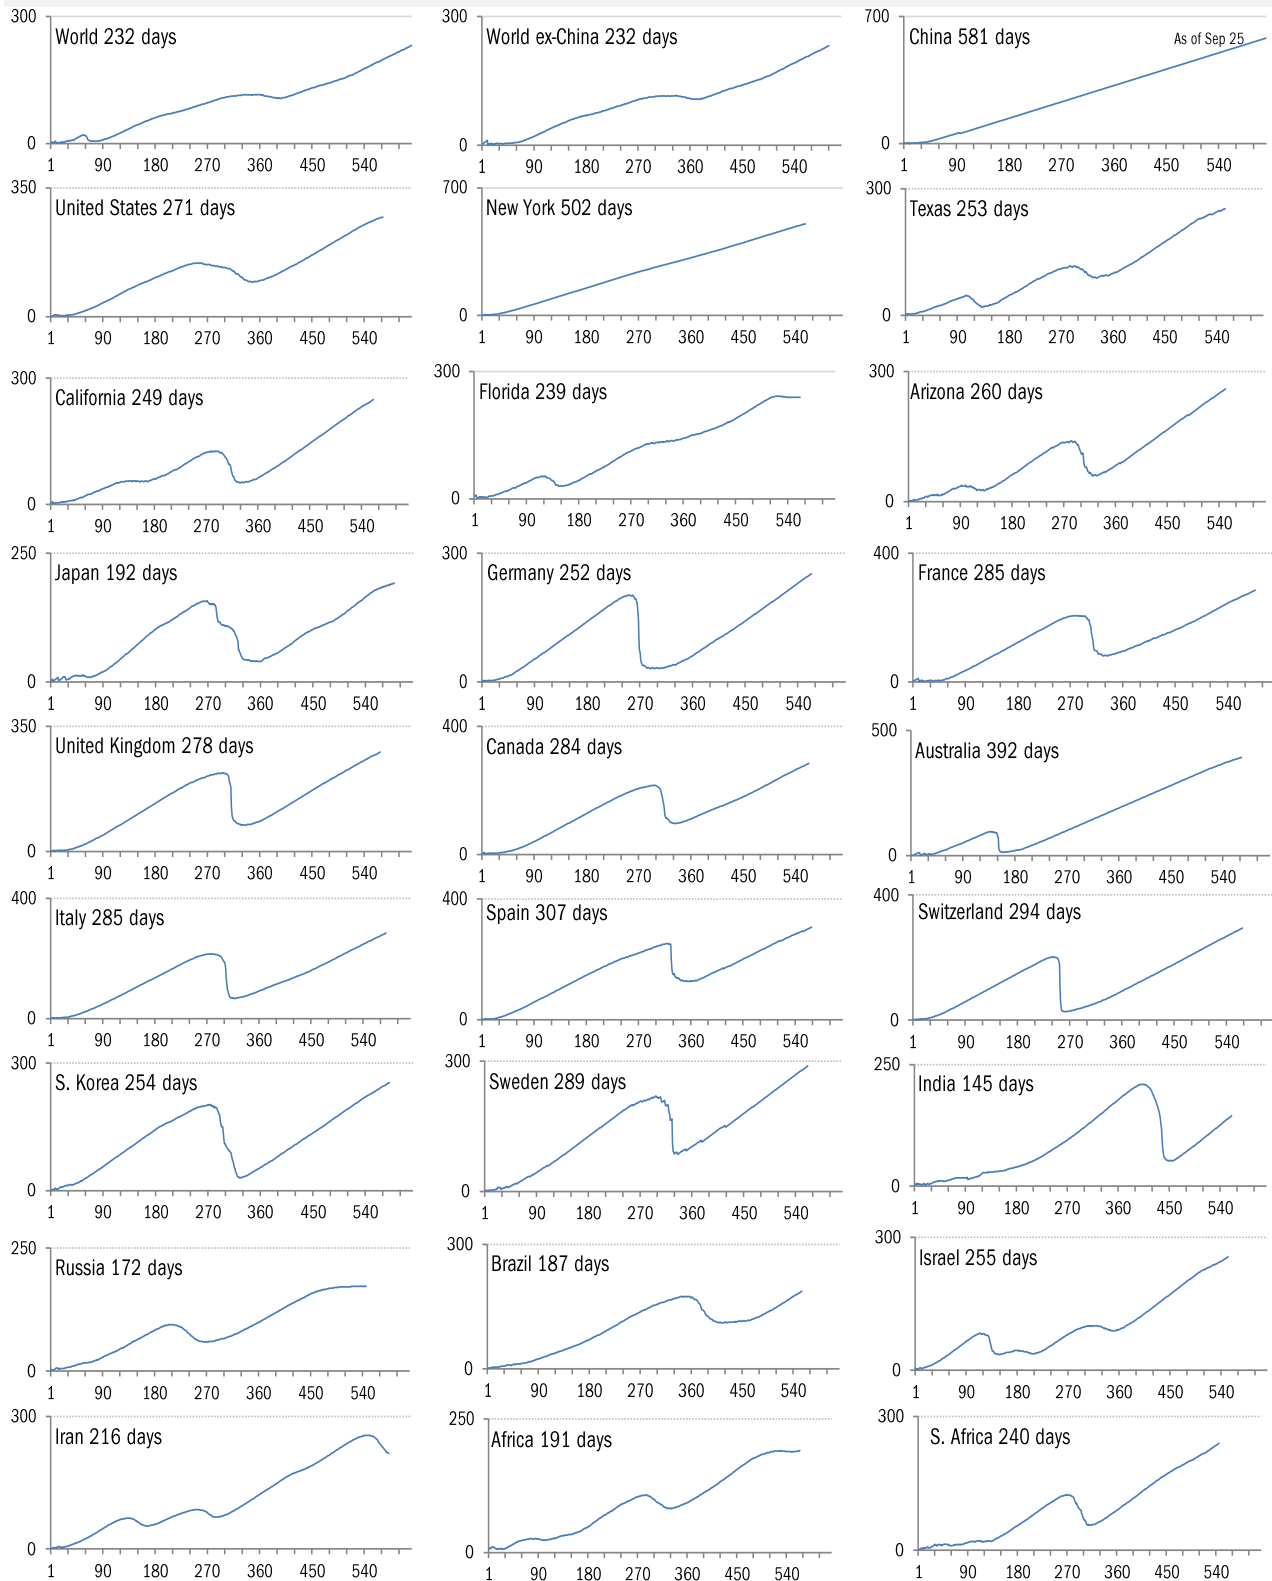 300 300 700
World 232 days World ex-China 232 days China 581 days As of Sep 25
0 0 0
1 90 180 270 360 450 540 1 90 180 270 360 450 540 1 90 180 270 360 450 540
350 700 300
United States 271 days New York 502 days Texas 253 days
0 0 0
1 90 180 270 360 450 540 1 90 180 270 360 450 540 1 90 180 270 360 450 540
300 300 300
California 249 days Florida 239 days Arizona 260 days
0 0 0
1 90 180 270 360 450 540 1 90 180 270 360 450 540 1 90 180 270 360 450 540
250 300 400
Japan 192 days Germany 252 days France 285 days
0 0 0
1 90 180 270 360 450 540 1 90 180 270 360 450 540 1 90 180 270 360 450 540
350 400 500
United Kingdom 278 days Canada 284 days Australia 392 days
0 0 0
1 90 180 270 360 450 540 1 90 180 270 360 450 540 1 90 180 270 360 450 540
400 400 400
Italy 285 days Spain 307 days Switzerland 294 days
0 0 0
1 90 180 270 360 450 540 1 90 180 270 360 450 540 1 90 180 270 360 450 540
300 300 250
S. Korea 254 days Sweden 289 days India 145 days
0 0 0
1 90 180 270 360 450 540 1 90 180 270 360 450 540 1 90 180 270 360 450 540
250 300 300
Russia 172 days Brazil 187 days Israel 255 days
0 0 0
1 90 180 270 360 450 540 1 90 180 270 360 450 540 1 90 180 270 360 450 540
300 250 300
Iran 216 days Africa 191 days S. Africa 240 days
0 0 0
1 90 180 270 360 450 540 1 90 180 270 360 450 540 1 90 180 270 360 450 540